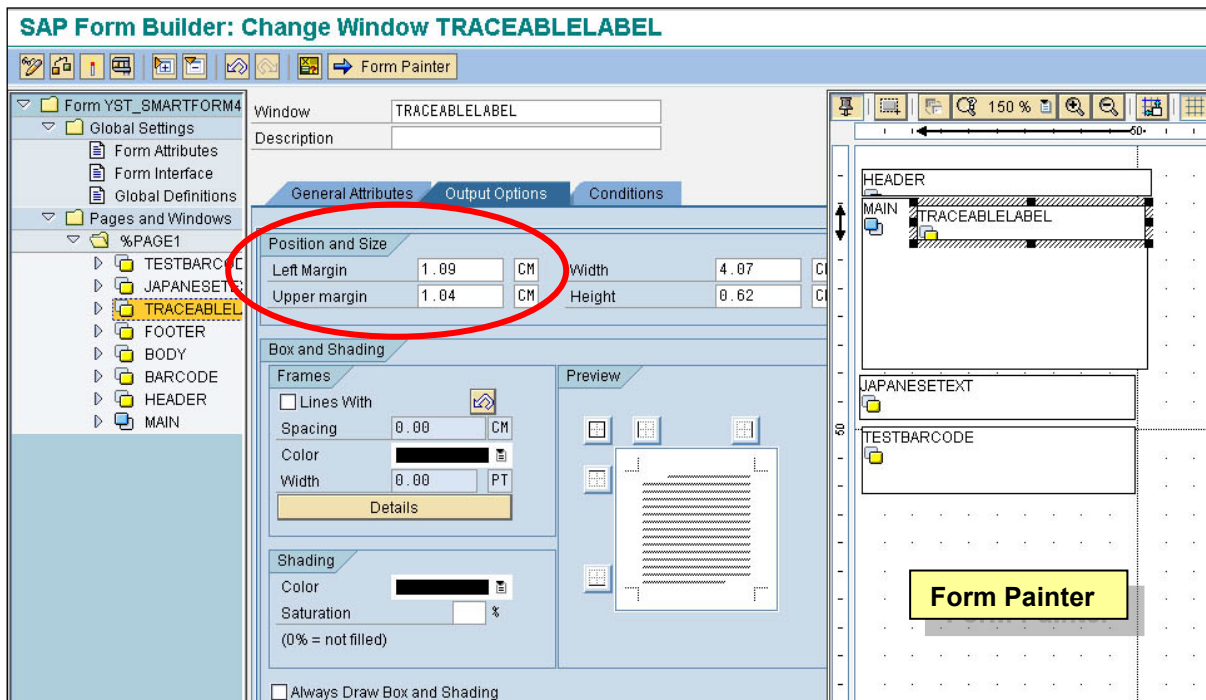 SAP Form Builder: Change Window TRACEABLELABEL
Form Painter
Form YST_SMARTFORM4
Global Settings
Form Attributes
Form Interface
Global Definitions
Pages and Windows
%PAGE1
TESTBARCOD
JAPANESETE
TRACEABLEL
FOOTER
BODY
BARCODE
HEADER
MAIN
Window TRACEABLELABEL
Description
General Attributes Output Options Conditions
Position and Size
Left Margin 1.09 CM Width 4.07
Upper margin 1.04 CM Height 0.62
Box and Shading
Frames
Lines With
Spacing 0.00 CM
Color
Width 0.00 PT
Details
Preview
Shading
Color
Saturation %
(0% = not filled)
Always Draw Box and Shading
150 %
50
HEADER
MAIN
TRACEABLELABEL
JAPANESETEXT
50
TESTBARCODE
Form Painter